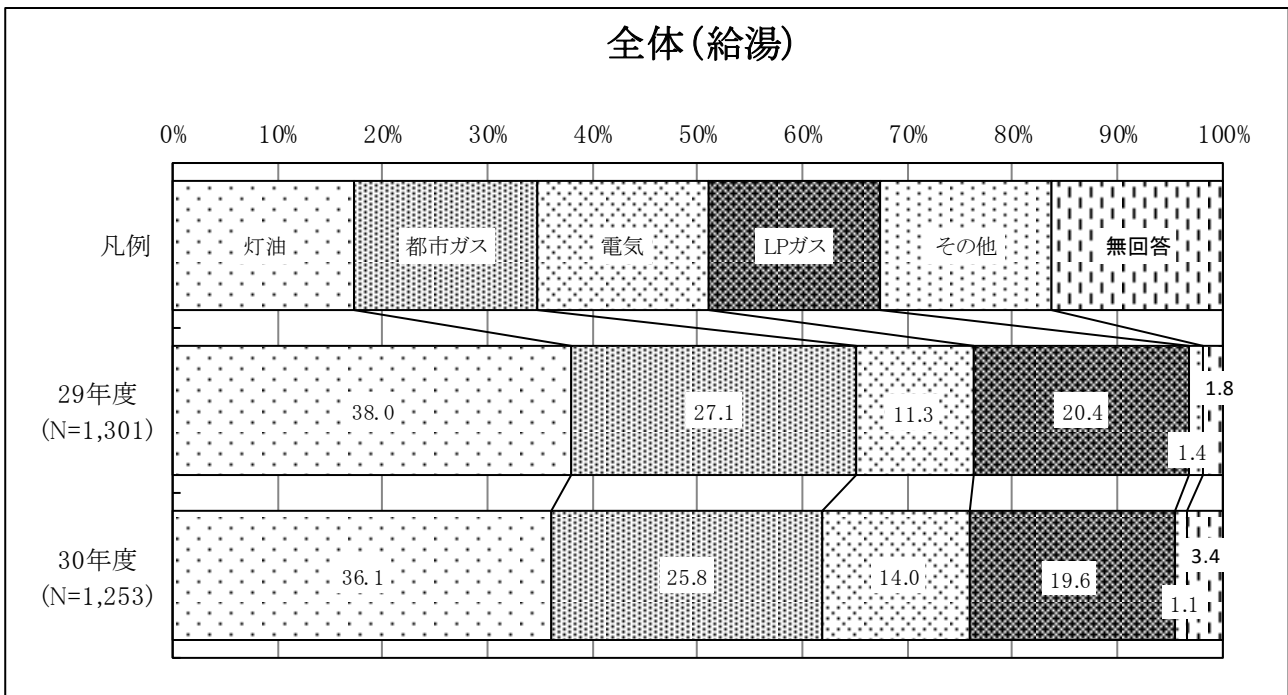 全体(給湯)
0% 10% 20% 30% 40% 50% 60% 70% 80% 90% 100%
凡例 灯油 都市ガス 電気 LPガス その他 無回答
29年度
(N=1,301)
38.0 27.1 11.3 20.4 1.4 1.8
30年度
(N=1,253)
36.1 25.8 14.0 19.6 1.1 3.4